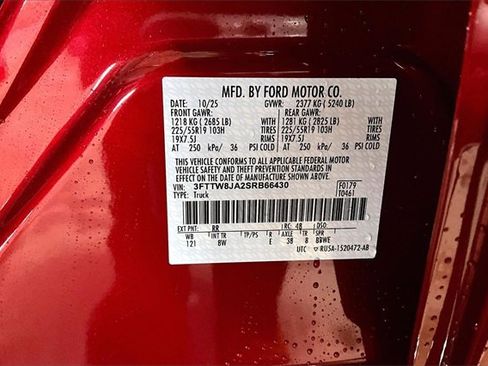 MFD. BY FORD MOTOR CO.
DATE: 10/25 GVWR: 2377 KG ( 5240 LB)
FRONT GAWR: REAR GAWR:
1218 KG ( 2685 LB) 1281 KG ( 2825 LB)
225/55R19 103H TIRES 225/55R19 103H TIRES
19X7.5J RIMS 19X7.5J RIMS
AT 250 kPa/ 36 PSI COLD AT 250 kPa/ 36 PSI COLD
THIS VEHICLE CONFORMS TO ALL APPLICABLE FEDERAL MOTOR
VEHICLE SAFETY STANDARDS IN EFFECT ON THE DATE OF
MANUFACTURE SHOWN ABOVE.
VIN: 3FTTW8JA2SRB66430 F0179
TYPE: Truck T0461
EXT PNT: RR RC: 48 DSO:
WB INT TR TP/PS R AXLE TR SPR
121 BW E 38 8 BBWE
UTC ▽ RU5A-1520472-AB